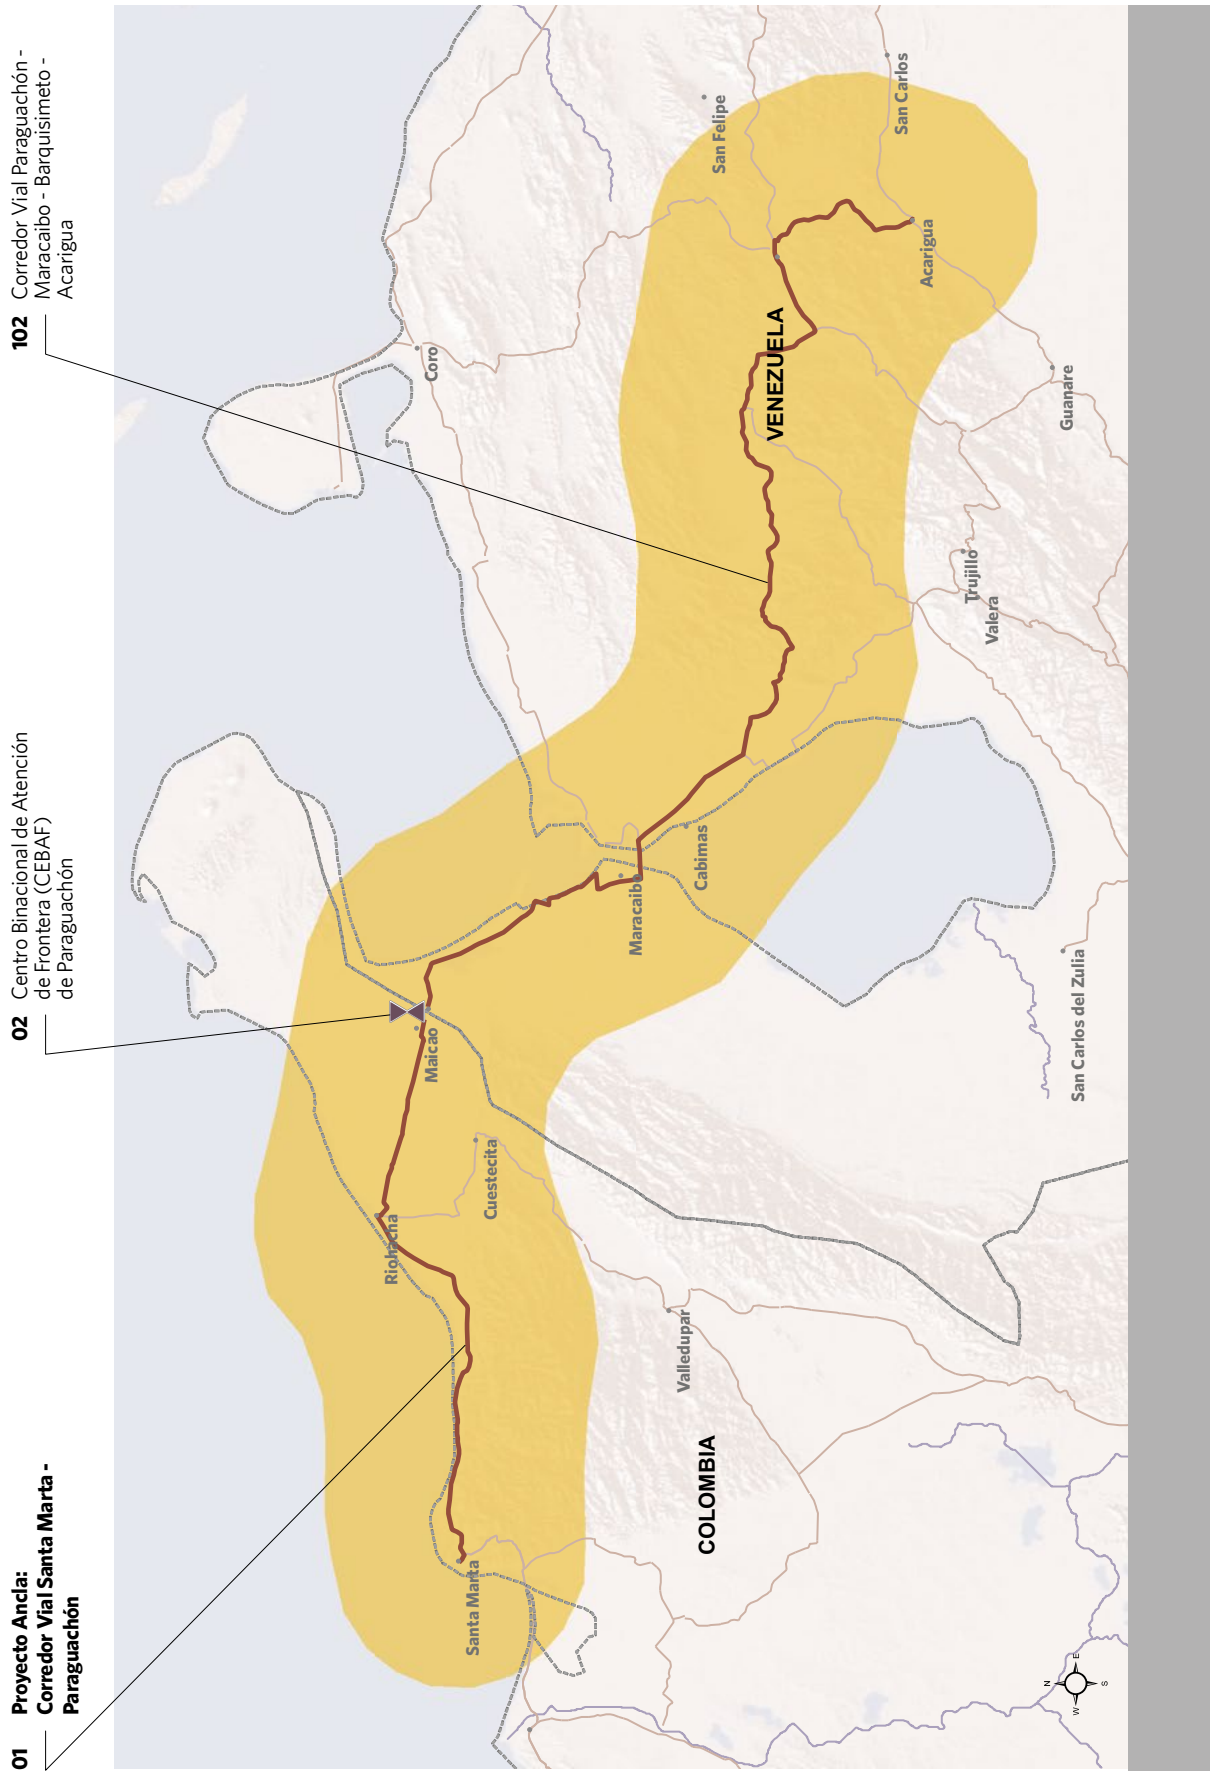 01 Proyecto Ancla:
Corredor Vial Santa Marta -
Paraguachón
02 Centro Binacional de Atención
de Frontera (CEBAF)
de Paraguachón
102 Corredor Vial Paraguachón -
Maracaibo - Barquisimeto -
Acarigua
Coro
San Felipe
San Carlos
Acarigua
VENEZUELA
Guanare
Trujillo
Valera
Cabimas
Maracaibo
San Carlos del Zulia
Maicao
Cuestecita
Riohacha
Valledupar
COLOMBIA
Santa Marta
N
W
E
S